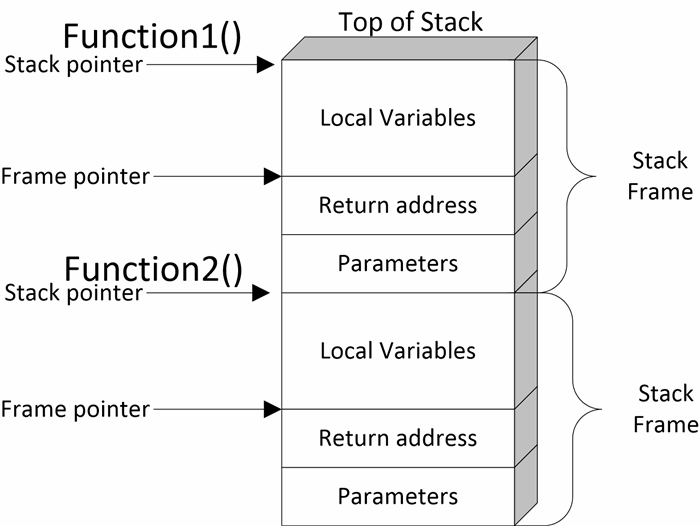 Function1()
Top of Stack
Stack pointer
Local Variables
Stack
Frame
Frame pointer
Return address
Parameters
Function2()
Stack pointer
Local Variables
Stack
Frame
Frame pointer
Return address
Parameters